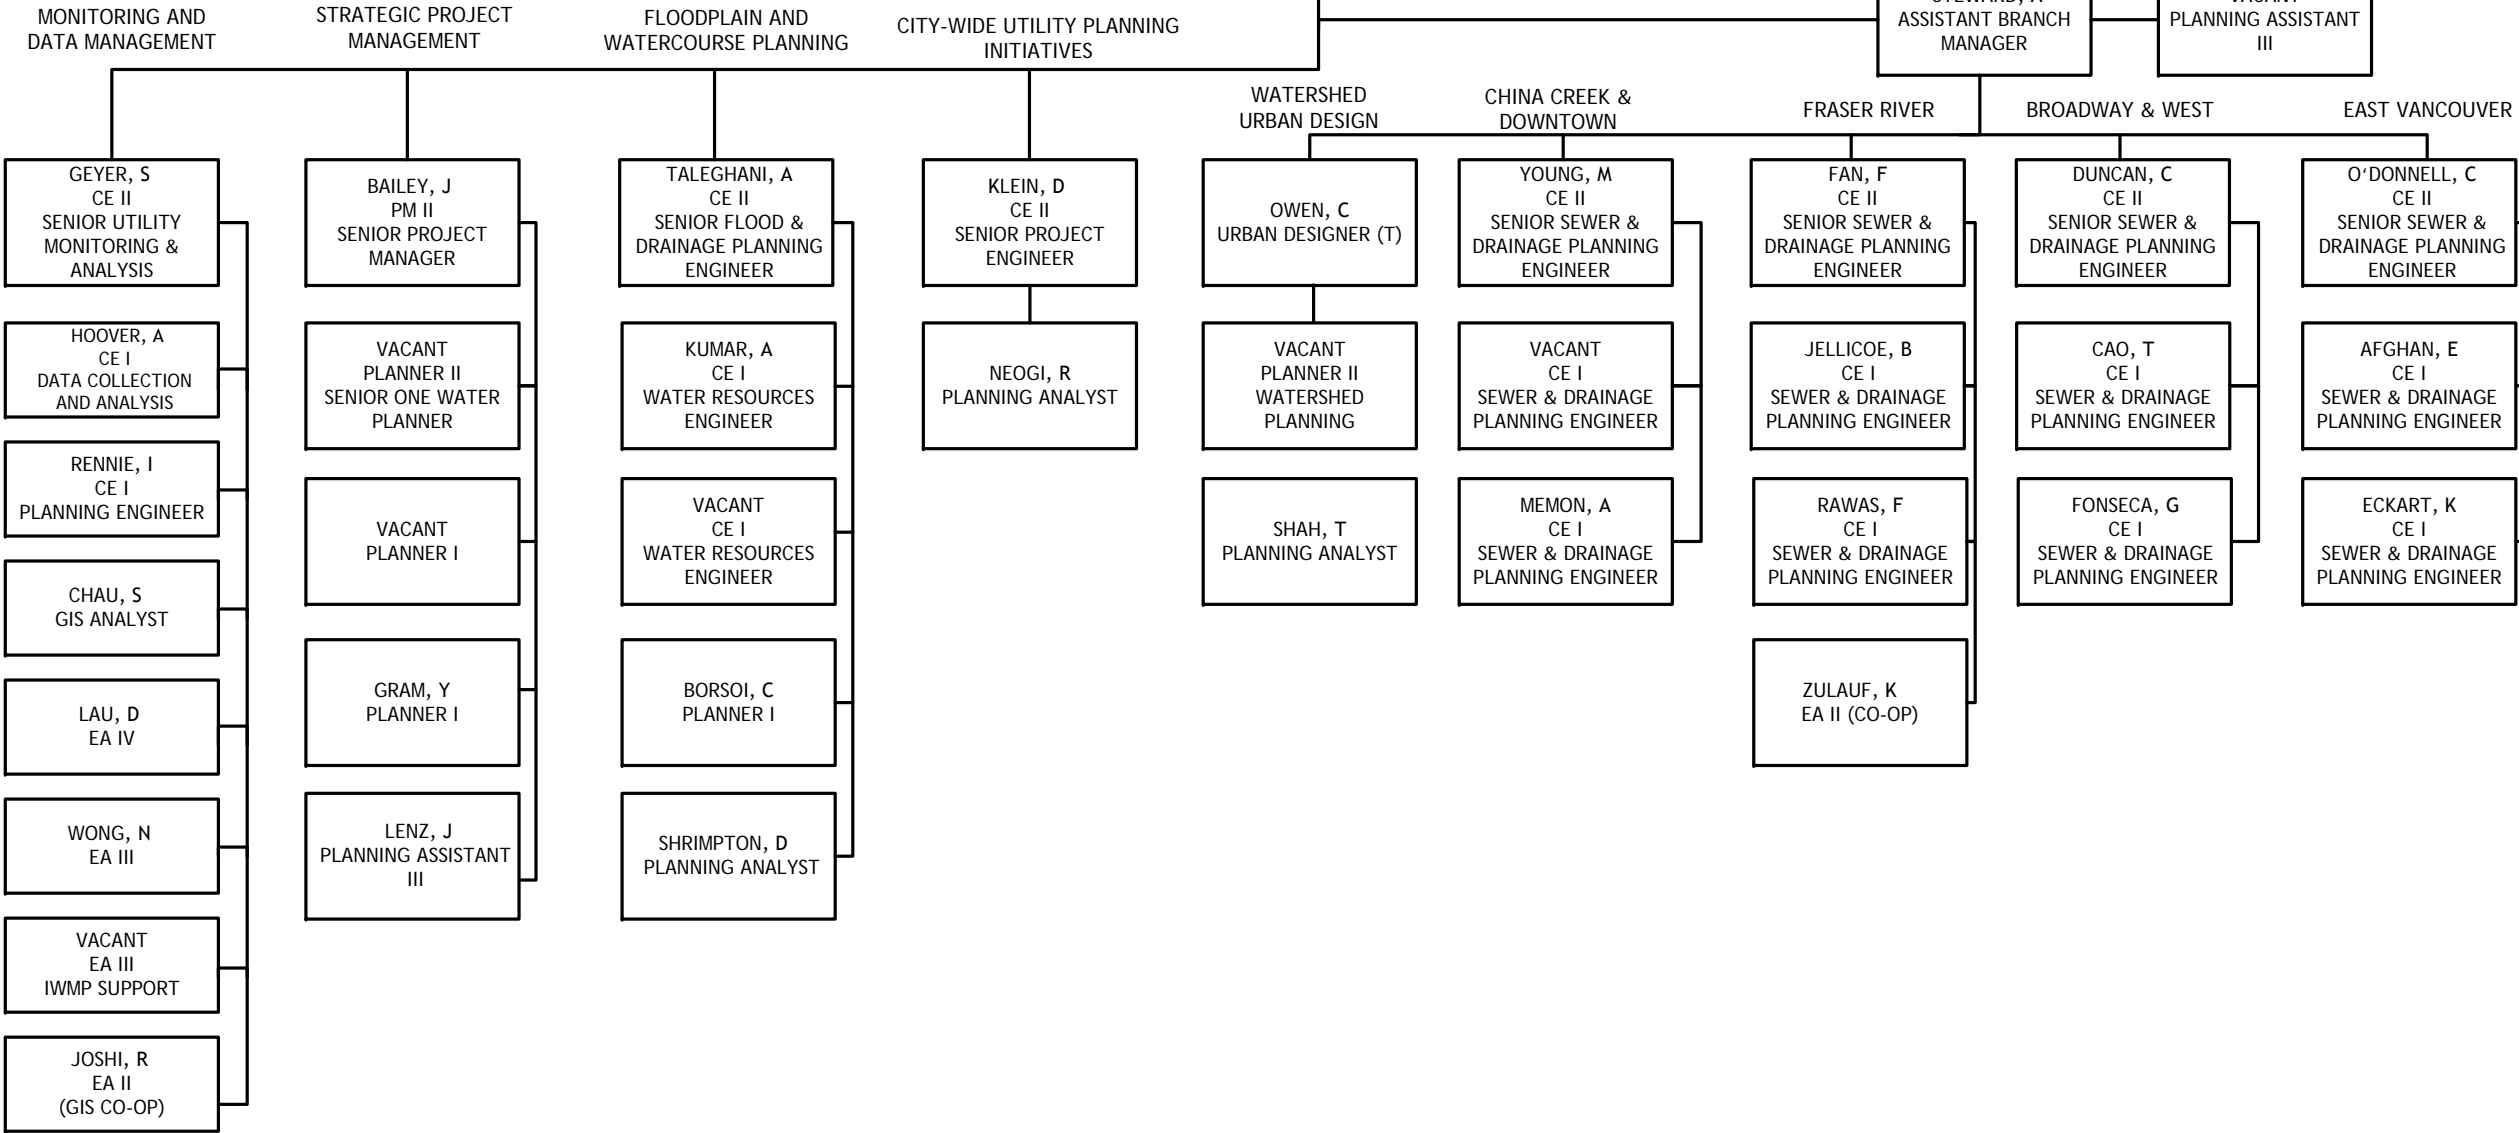 MONITORING AND
DATA MANAGEMENT
STRATEGIC PROJECT
MANAGEMENT
FLOODPLAIN AND
WATERCOURSE PLANNING
CITY-WIDE UTILITY PLANNING
INITIATIVES
ASSISTANT BRANCH
MANAGER
PLANNING ASSISTANT
III
WATERSHED
URBAN DESIGN
CHINA CREEK &
DOWNTOWN
FRASER RIVER
BROADWAY & WEST
EAST VANCOUVER
GEYER, S
CE II
SENIOR UTILITY
MONITORING &
ANALYSIS
HOOVER, A
CE I
DATA COLLECTION
AND ANALYSIS
RENNIE, I
CE I
PLANNING ENGINEER
CHAU, S
GIS ANALYST
LAU, D
EA IV
WONG, N
EA III
VACANT
EA III
IWMP SUPPORT
JOSHI, R
EA II
(GIS CO-OP)
BAILEY, J
PM II
SENIOR PROJECT
MANAGER
VACANT
PLANNER II
SENIOR ONE WATER
PLANNER
VACANT
PLANNER I
GRAM, Y
PLANNER I
LENZ, J
PLANNING ASSISTANT
III
TALEGHANI, A
CE II
SENIOR FLOOD &
DRAINAGE PLANNING
ENGINEER
KUMAR, A
CE I
WATER RESOURCES
ENGINEER
VACANT
CE I
WATER RESOURCES
ENGINEER
BORSOI, C
PLANNER I
SHRIMPTON, D
PLANNING ANALYST
KLEIN, D
CE II
SENIOR PROJECT
ENGINEER
NEOGI, R
PLANNING ANALYST
OWEN, C
URBAN DESIGNER (T)
VACANT
PLANNER II
WATERSHED
PLANNING
SHAH, T
PLANNING ANALYST
YOUNG, M
CE II
SENIOR SEWER &
DRAINAGE PLANNING
ENGINEER
VACANT
CE I
SEWER & DRAINAGE
PLANNING ENGINEER
MEMON, A
CE I
SEWER & DRAINAGE
PLANNING ENGINEER
FAN, F
CE II
SENIOR SEWER &
DRAINAGE PLANNING
ENGINEER
JELLICOE, B
CE I
SEWER & DRAINAGE
PLANNING ENGINEER
RAWAS, F
CE I
SEWER & DRAINAGE
PLANNING ENGINEER
ZULAUF, K
EA II (CO-OP)
DUNCAN, C
CE II
SENIOR SEWER &
DRAINAGE PLANNING
ENGINEER
CAO, T
CE I
SEWER & DRAINAGE
PLANNING ENGINEER
FONSECA, G
CE I
SEWER & DRAINAGE
PLANNING ENGINEER
O'DONNELL, C
CE II
SENIOR SEWER &
DRAINAGE PLANNING
ENGINEER
AFGHAN, E
CE I
SEWER & DRAINAGE
PLANNING ENGINEER
ECKART, K
CE I
SEWER & DRAINAGE
PLANNING ENGINEER